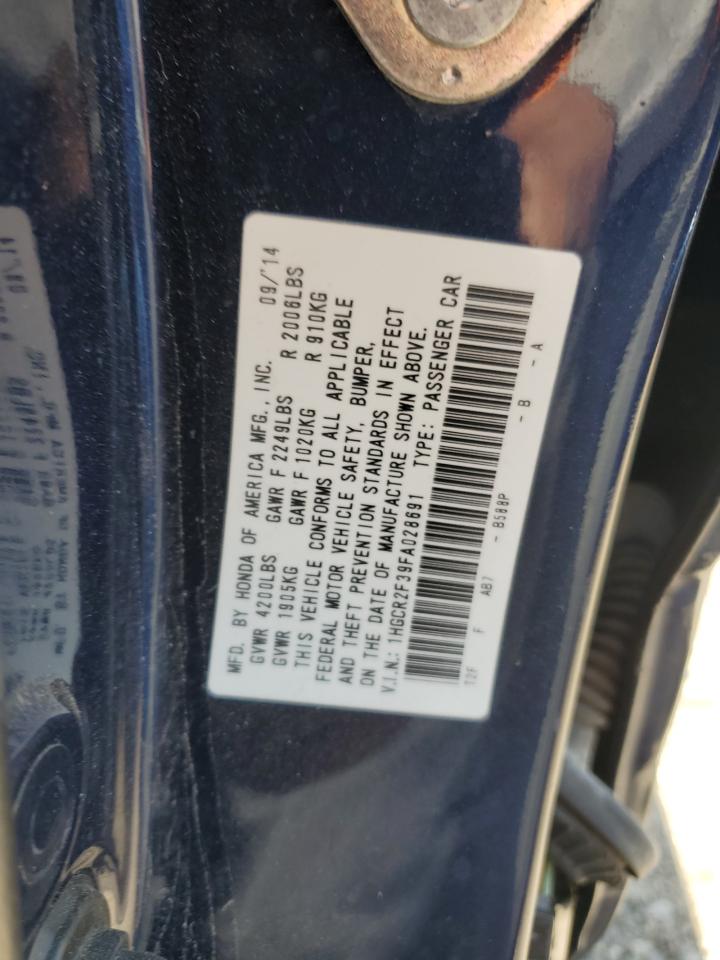 MFD. BY HONDA OF AMERICA MFG., INC. 09/'14
GVWR 4200LBS GAWR F 2249LBS R 2006LBS
GVWR 1905KG GAWR F 1020KG R 910KG
THIS VEHICLE CONFORMS TO ALL APPLICABLE
FEDERAL MOTOR VEHICLE SAFETY, BUMPER,
AND THEFT PREVENTION STANDARDS IN EFFECT
ON THE DATE OF MANUFACTURE SHOWN ABOVE.
V.I.N.: 1HGCR2F39FA028691 TYPE: PASSENGER CAR
T2F F AB7 - B588P - B - A